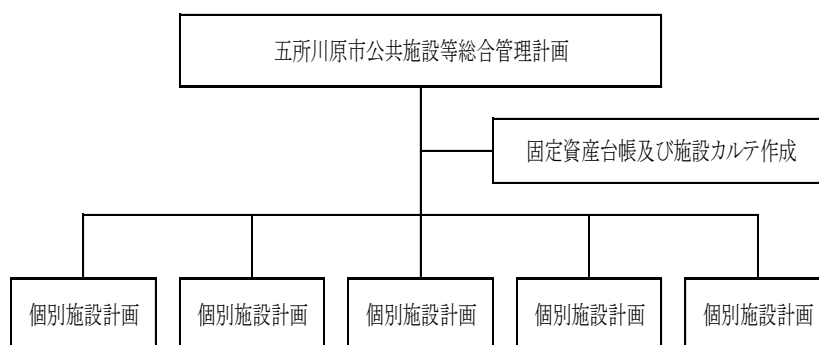 五所川原市公共施設等総合管理計画
固定資産台帳及び施設カルテ作成
個別施設計画
個別施設計画
個別施設計画
個別施設計画
個別施設計画